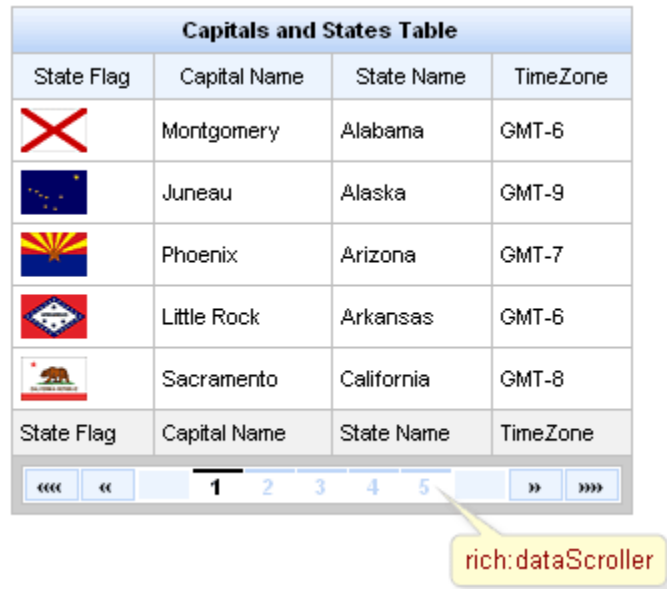 Capitals and States Table
State Flag Capital Name State Name TimeZone
Montgomery Alabama GMT-6
Juneau Alaska GMT-9
Phoenix Arizona GMT-7
Little Rock Arkansas GMT-6
Sacramento California GMT-8
State Flag Capital Name State Name TimeZone
«« « 1 2 3 4 5 » »»
rich:dataScroller